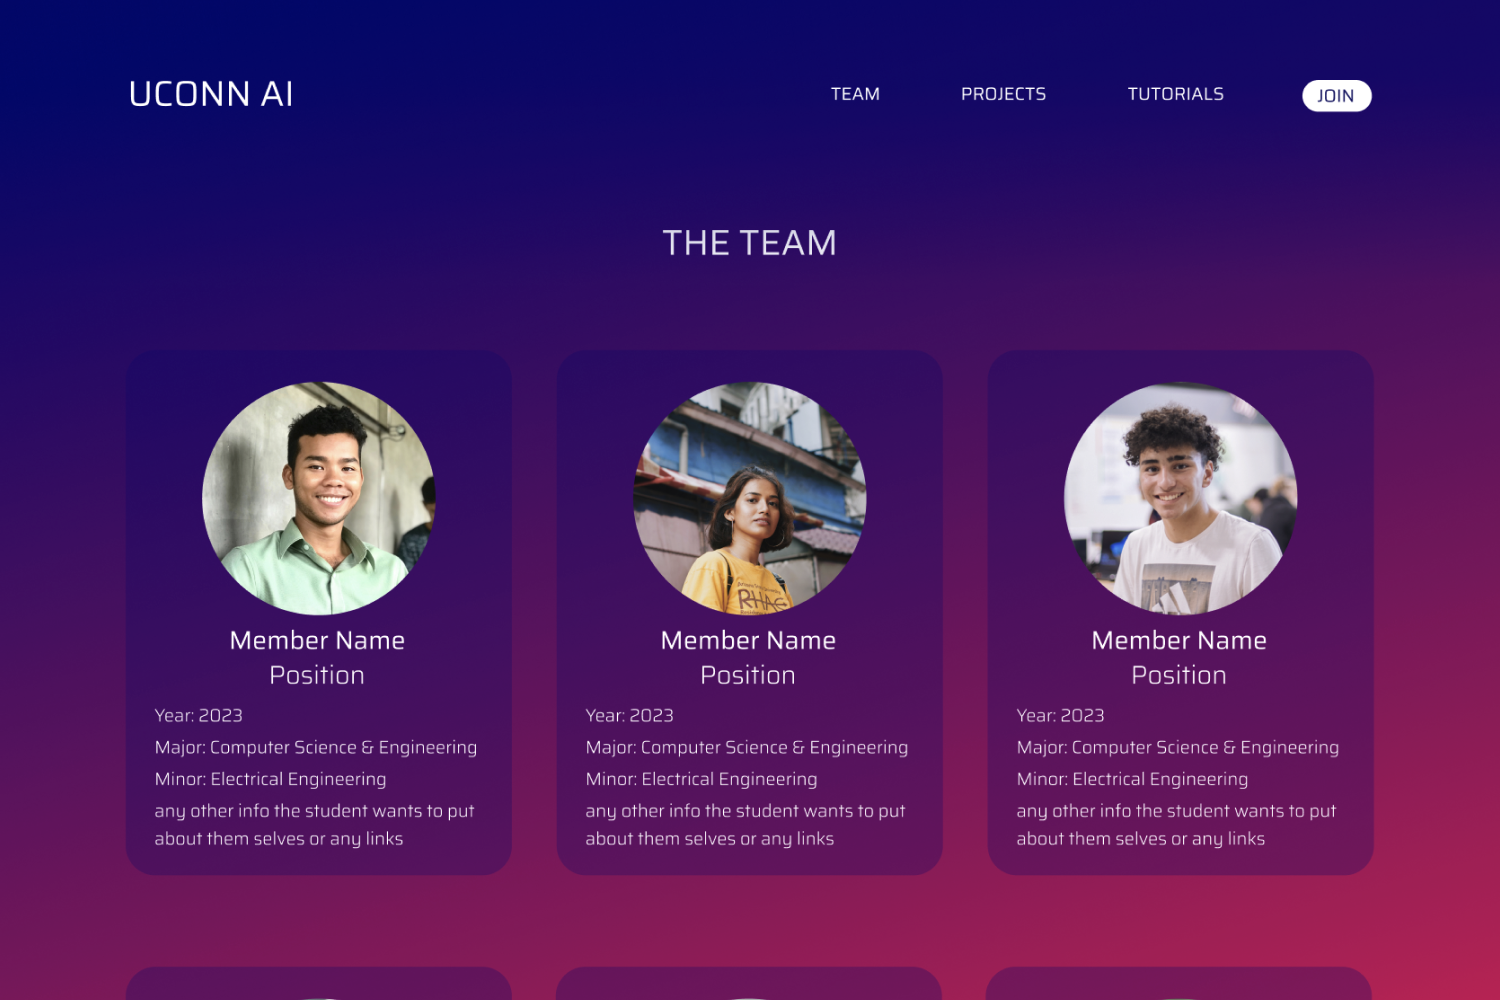 UCONN AI
TEAM PROJECTS TUTORIALS JOIN
THE TEAM
RHAC
Member Name
Position
Year: 2023
Major: Computer Science & Engineering
Minor: Electrical Engineering
any other info the student wants to put
about them selves or any links
Member Name
Position
Year: 2023
Major: Computer Science & Engineering
Minor: Electrical Engineering
any other info the student wants to put
about them selves or any links
Member Name
Position
Year: 2023
Major: Computer Science & Engineering
Minor: Electrical Engineering
any other info the student wants to put
about them selves or any links